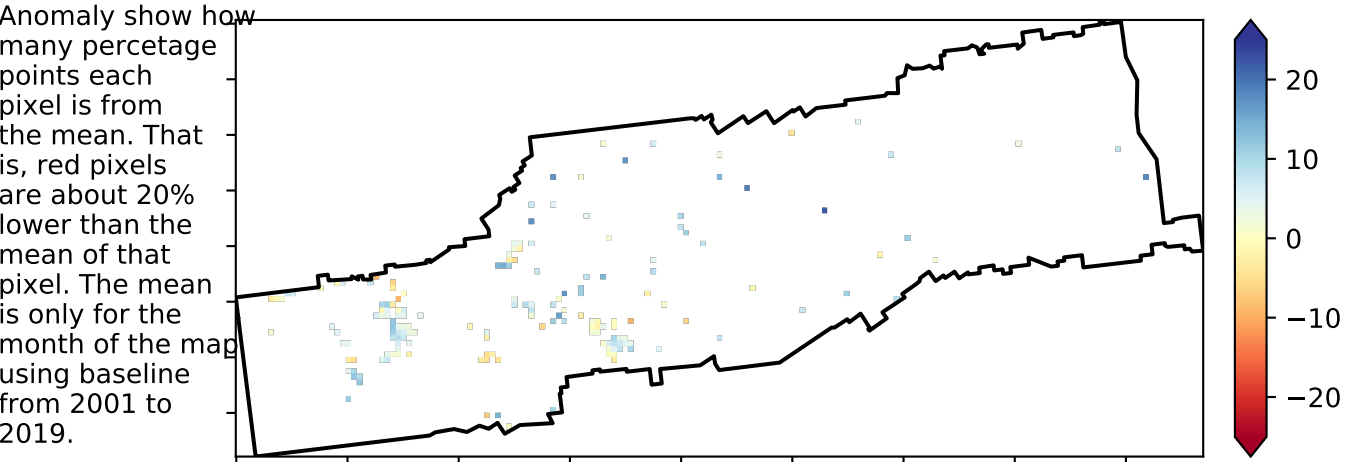 Anomaly show how
many percetage
points each
pixel is from
the mean. That
is, red pixels
are about 20%
lower than the
mean of that
pixel. The mean
is only for the
month of the map
using baseline
from 2001 to
2019.
20
10
0
−10
−20